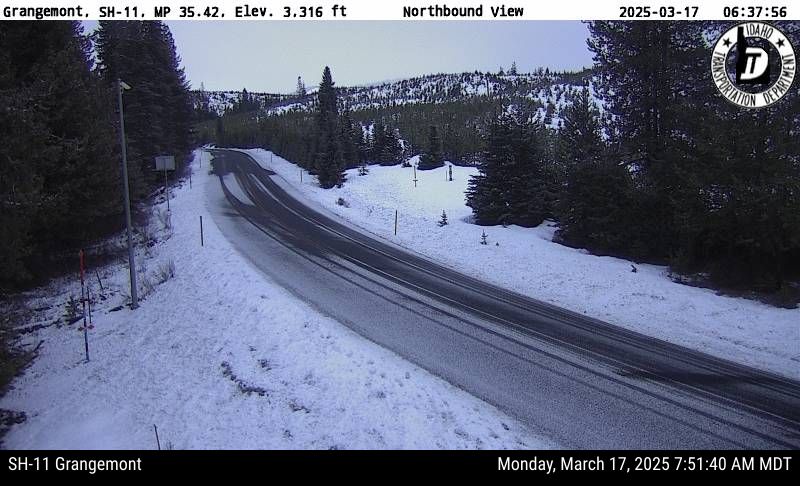 Grangemont, SH-11, MP 35.42, Elev. 3,316 ft Northbound View 2025-03-17 06:37:56
IDAHO
TRANSPORTATION DEPARTMENT
SH-11 Grangemont Monday, March 17, 2025 7:51:40 AM MDT